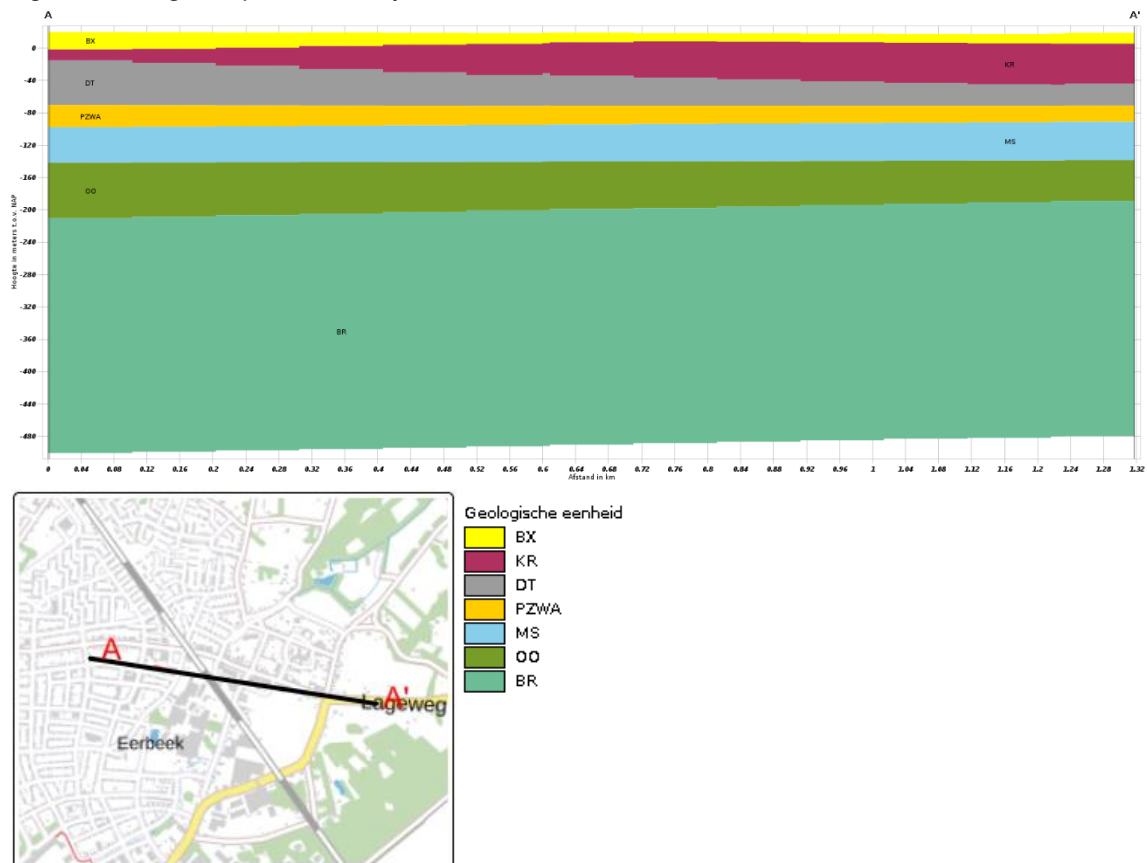 A A'
BX
0
KR
-40
DT
-80
PZWA
-120
MS
-160
OO
-200
-240
-280
-320
BR
-360
-400
-440
-480
Hoogte in meters t.o.v. NAP
0 0.04 0.08 0.12 0.16 0.2 0.24 0.28 0.32 0.36 0.4 0.44 0.48 0.52 0.56 0.6 0.64 0.68 0.72 0.76 0.8 0.84 0.88 0.92 0.96 1 1.04 1.08 1.12 1.16 1.2 1.24 1.28 1.32
Afstand in km
A
A'
Lageweg
Eerbeek
Geologische eenheid
BX
KR
DT
PZWA
MS
OO
BR